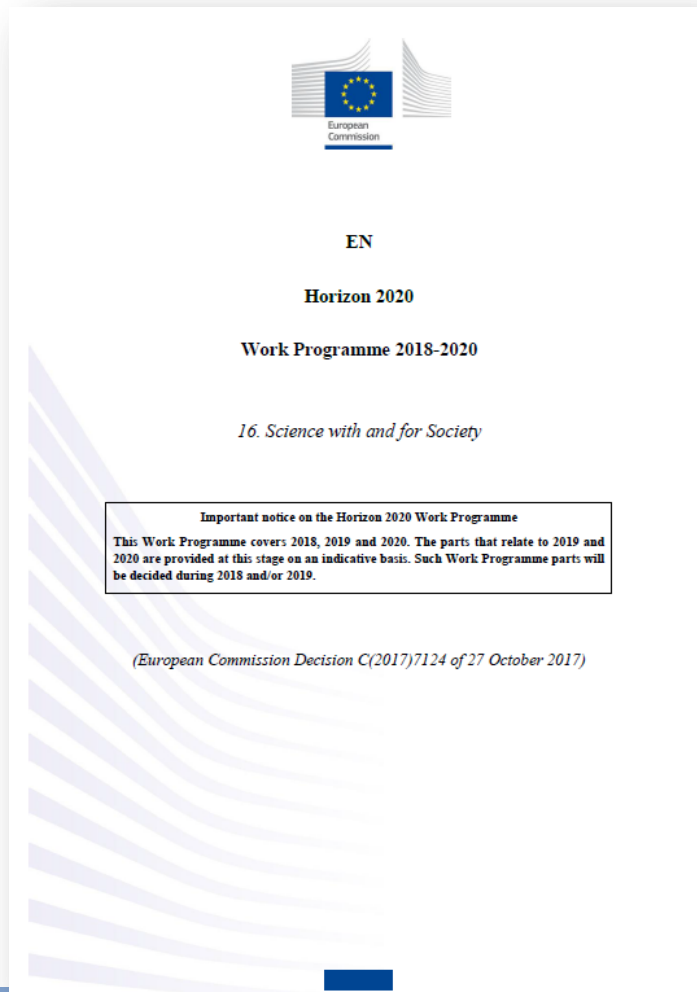 European
Commission
EN
Horizon 2020
Work Programme 2018-2020
16. Science with and for Society
Important notice on the Horizon 2020 Work Programme
This Work Programme covers 2018, 2019 and 2020. The parts that relate to 2019 and
2020 are provided at this stage on an indicative basis. Such Work Programme parts will
be decided during 2018 and/or 2019.
(European Commission Decision C(2017)7124 of 27 October 2017)